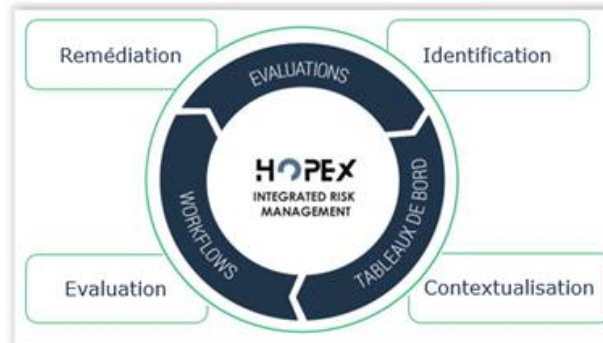 Remédiation
Identification
EVALUATIONS
HOPEX
INTEGRATED RISK
MANAGEMENT
WORKFLOWS
TABLEAUX DE BORD
Evaluation
Contextualisation